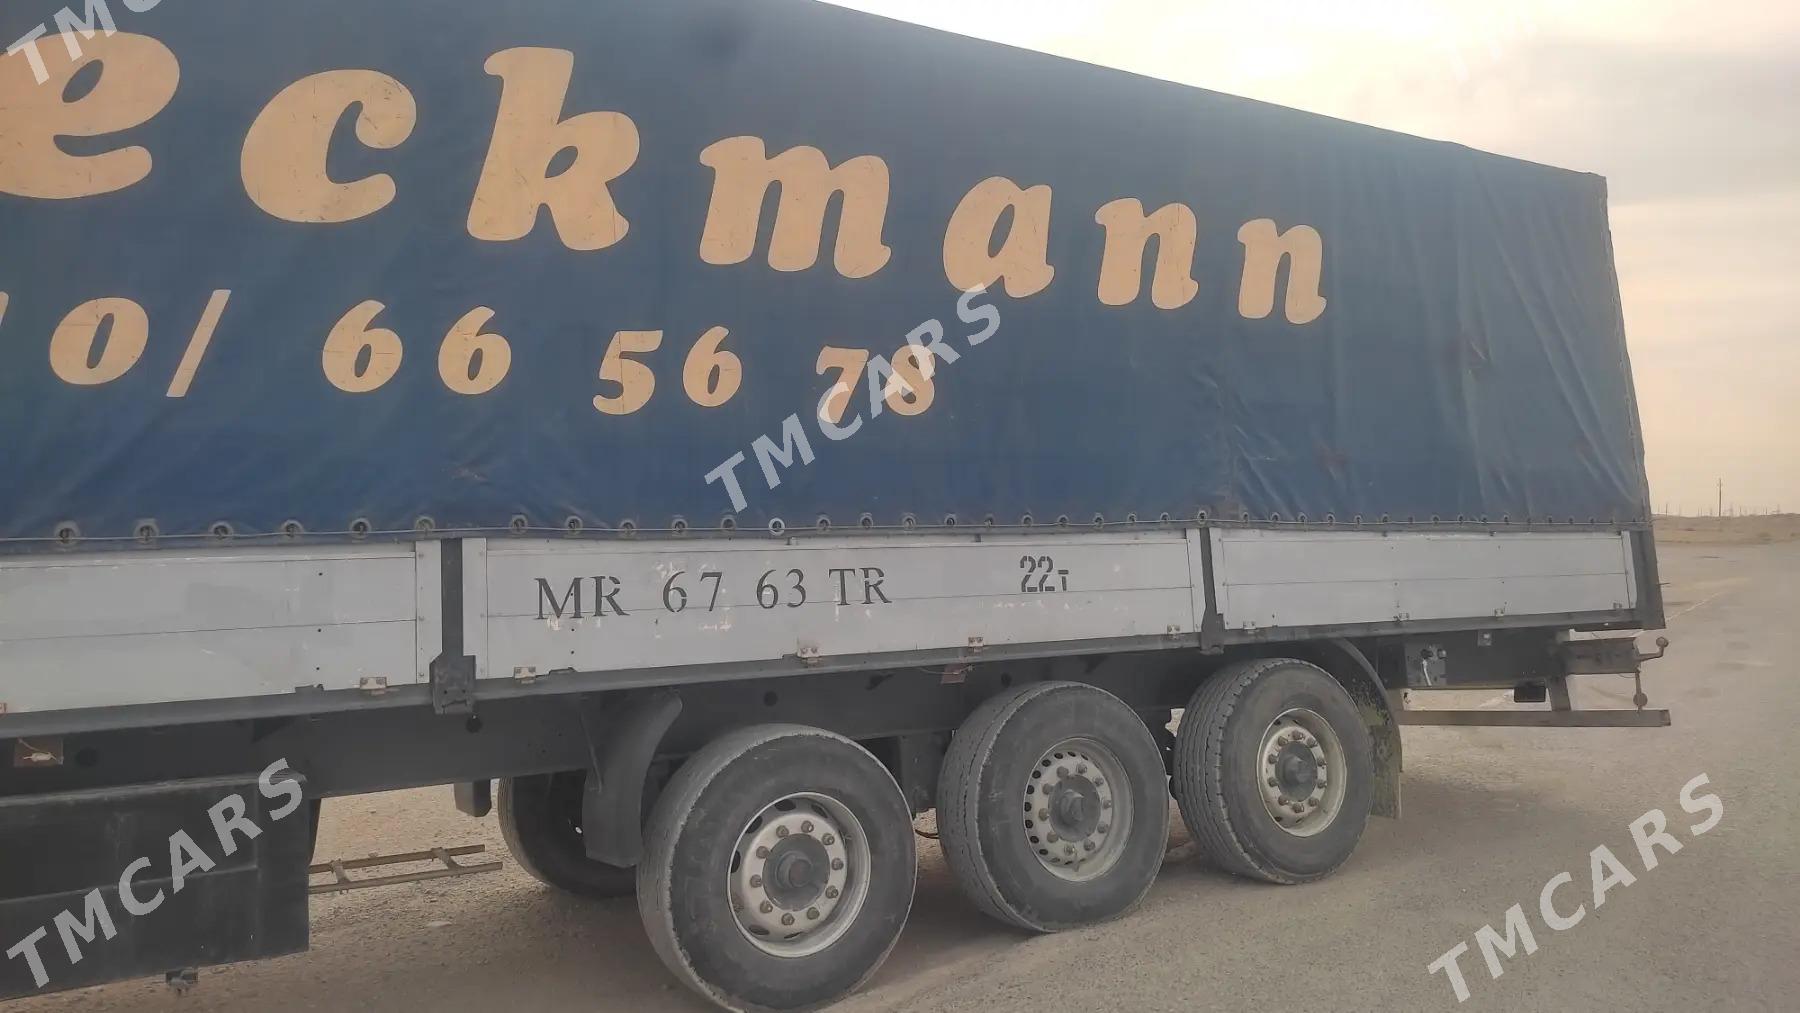 eckmann
0/ 66 56 78
MR 67 63 TR 22т
TMCARS
TMCARS
TMCARS
TMCARS